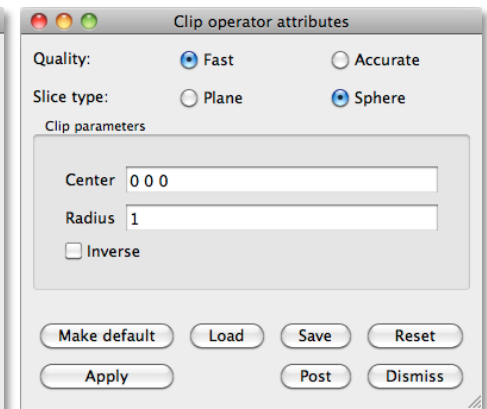 Clip operator attributes
Quality: Fast Accurate
Slice type: Plane Sphere
Clip parameters
Center 0 0 0
Radius 1
Inverse
Make default Load Save Reset
Apply Post Dismiss